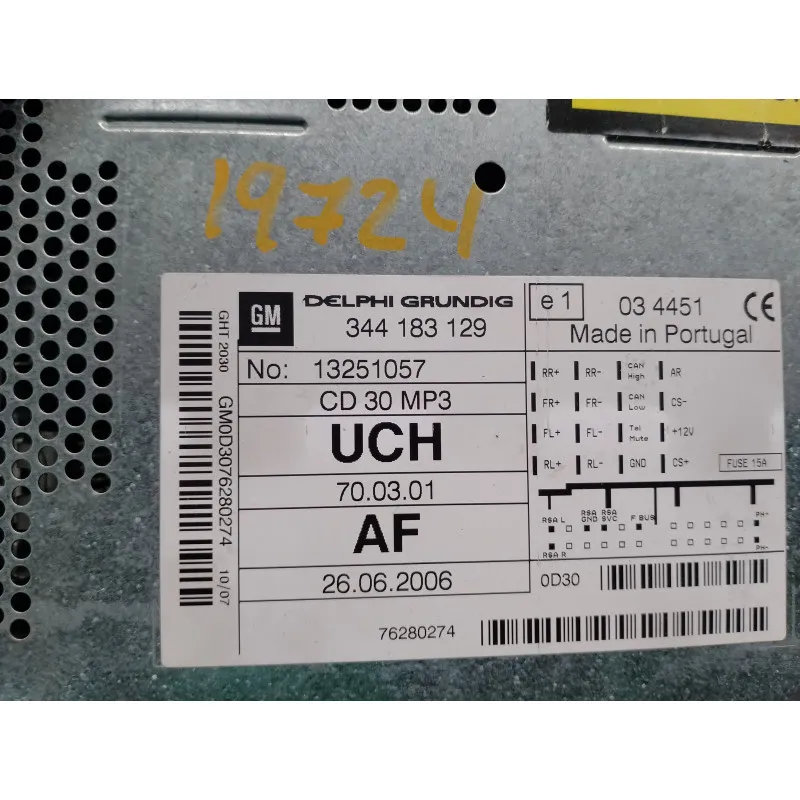 19724
GM DELPHI GRUNDIG
344 183 129
e1 03 4451 CE
Made in Portugal
No: 13251057
CD 30 MP3
UCH
70.03.01
AF
26.06.2006
76280274
GHT 2030
GM0D3076280274
10/07
RR+ RR- CAN High AR
FR+ FR- CAN Low CS-
FL+ FL- Tel Mute +12V
RL+ RL- GND CS+ FUSE 15A
RSA L RSA GND RSA SVC F BUS PH-
RSA R PH-
0D30